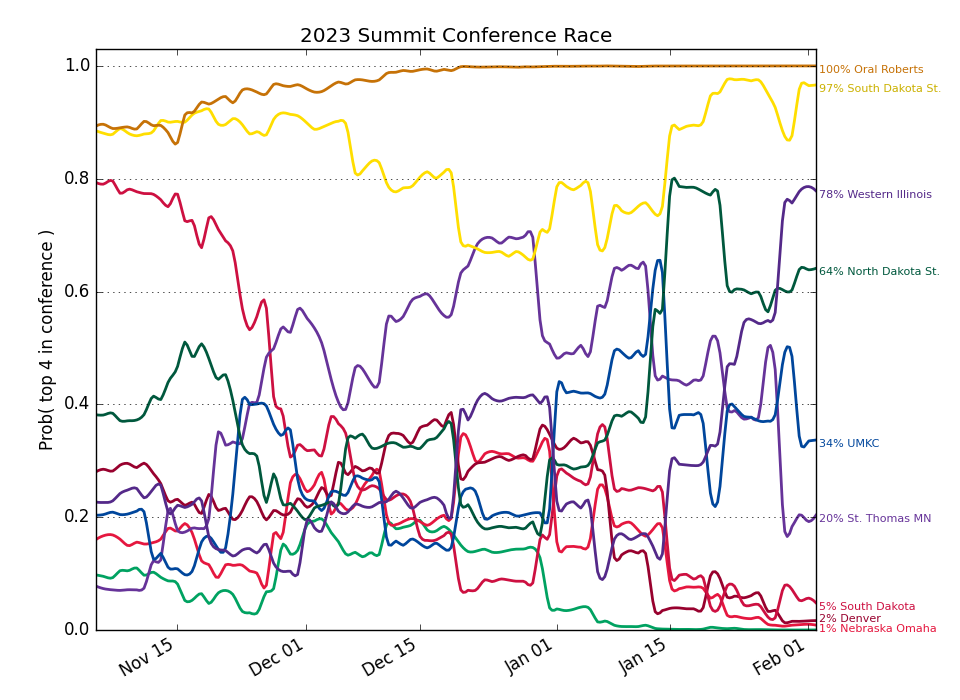 2023 Summit Conference Race
Prob( top 4 in conference )
1.0
0.8
0.6
0.4
0.2
0.0
Nov 15
Dec 01
Dec 15
Jan 01
Jan 15
Feb 01
100% Oral Roberts
97% South Dakota St.
78% Western Illinois
64% North Dakota St.
34% UMKC
20% St. Thomas MN
5% South Dakota
2% Denver
1% Nebraska Omaha